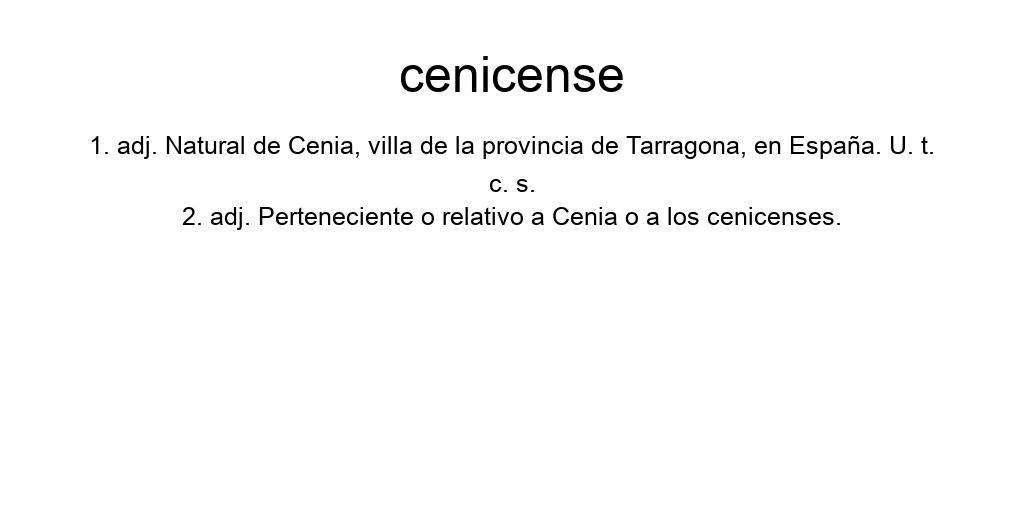 cenicense
1. adj. Natural de Cenia, villa de la provincia de Tarragona, en España. U. t.
c. s.
2. adj. Perteneciente o relativo a Cenia o a los cenicenses.